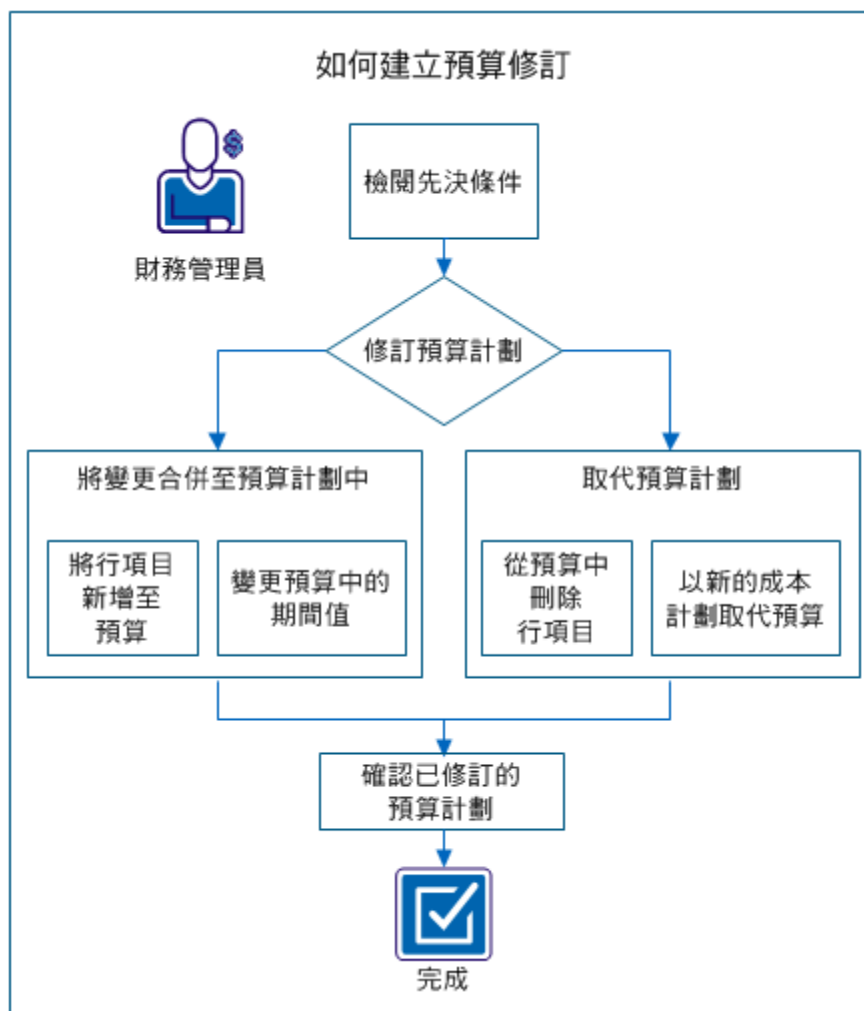 如何建立預算修訂
檢閱先決條件
財務管理員
修訂預算計劃
將變更合併至預算計劃中
將行項目
新增至
預算
變更預算中的
期間值
取代預算計劃
從預算中
刪除
行項目
以新的成本
計劃取代預算
確認已修訂的
預算計劃
完成